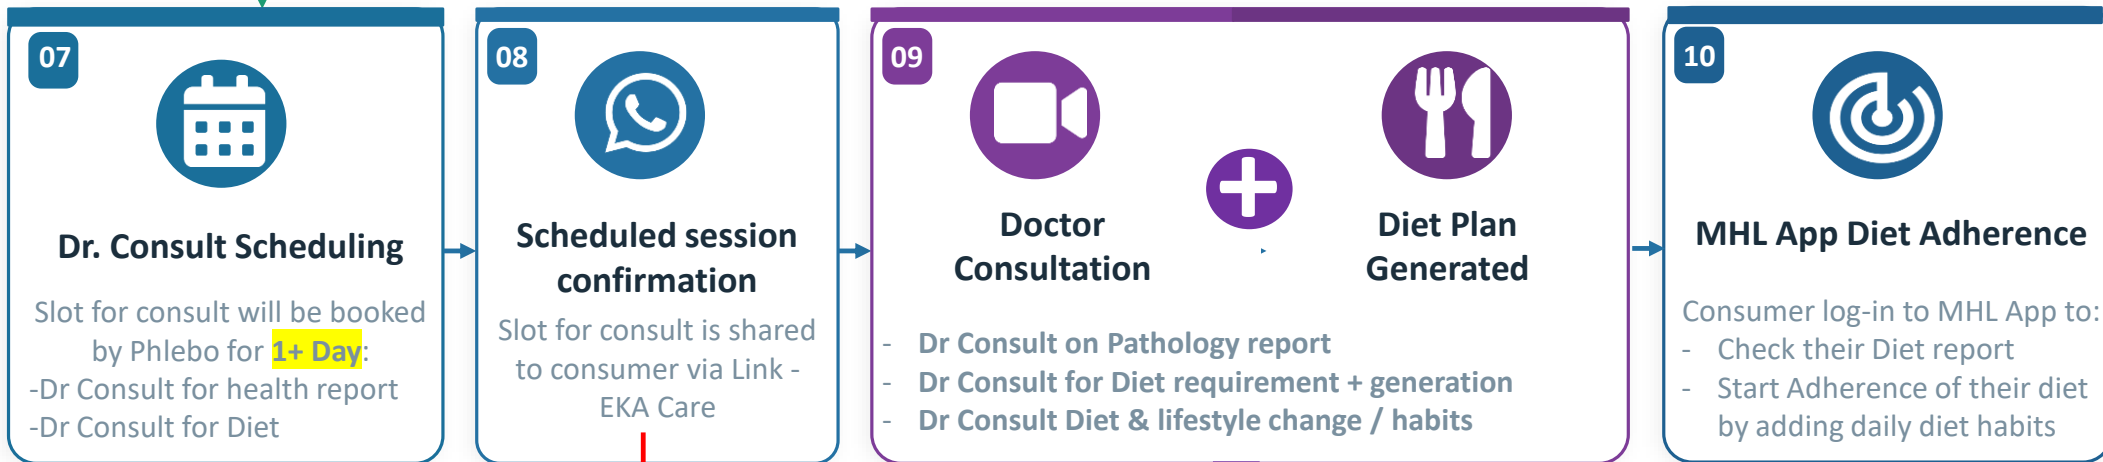 07
Dr. Consult Scheduling
Slot for consult will be booked
by Phlebo for 1+ Day:
-Dr Consult for health report
-Dr Consult for Diet
08
Scheduled session
confirmation
Slot for consult is shared
to consumer via Link -
EKA Care
09
Doctor
Consultation
Diet Plan
Generated
- Dr Consult on Pathology report
- Dr Consult for Diet requirement + generation
- Dr Consult Diet & lifestyle change / habits
10
MHL App Diet Adherence
Consumer log-in to MHL App to:
- Check their Diet report
- Start Adherence of their diet
by adding daily diet habits